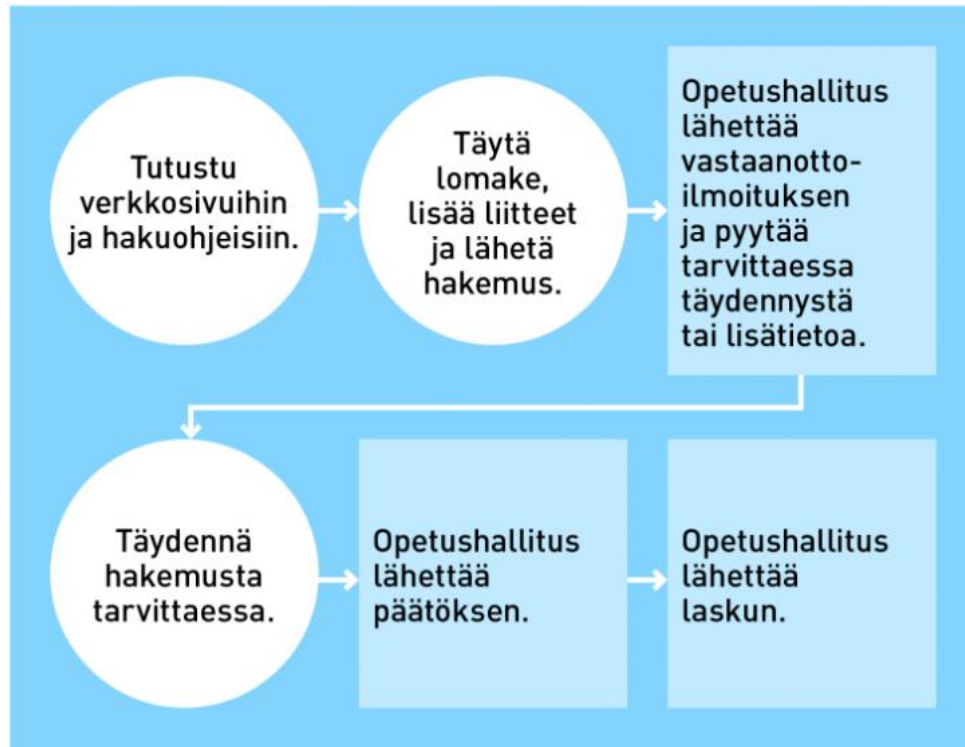 Tutustu
verkkosivuihin
ja hakuohjeisiin.
Täytä
lomake,
lisää liitteet
ja lähetä
hakemus.
Opetushallitus
lähettää
vastaanotto-
ilmoituksen
ja pyytää
tarvittaessa
täydennystä
tai lisätietoa.
Täydennä
hakemusta
tarvittaessa.
Opetushallitus
lähettää
päätöksen.
Opetushallitus
lähettää
laskun.